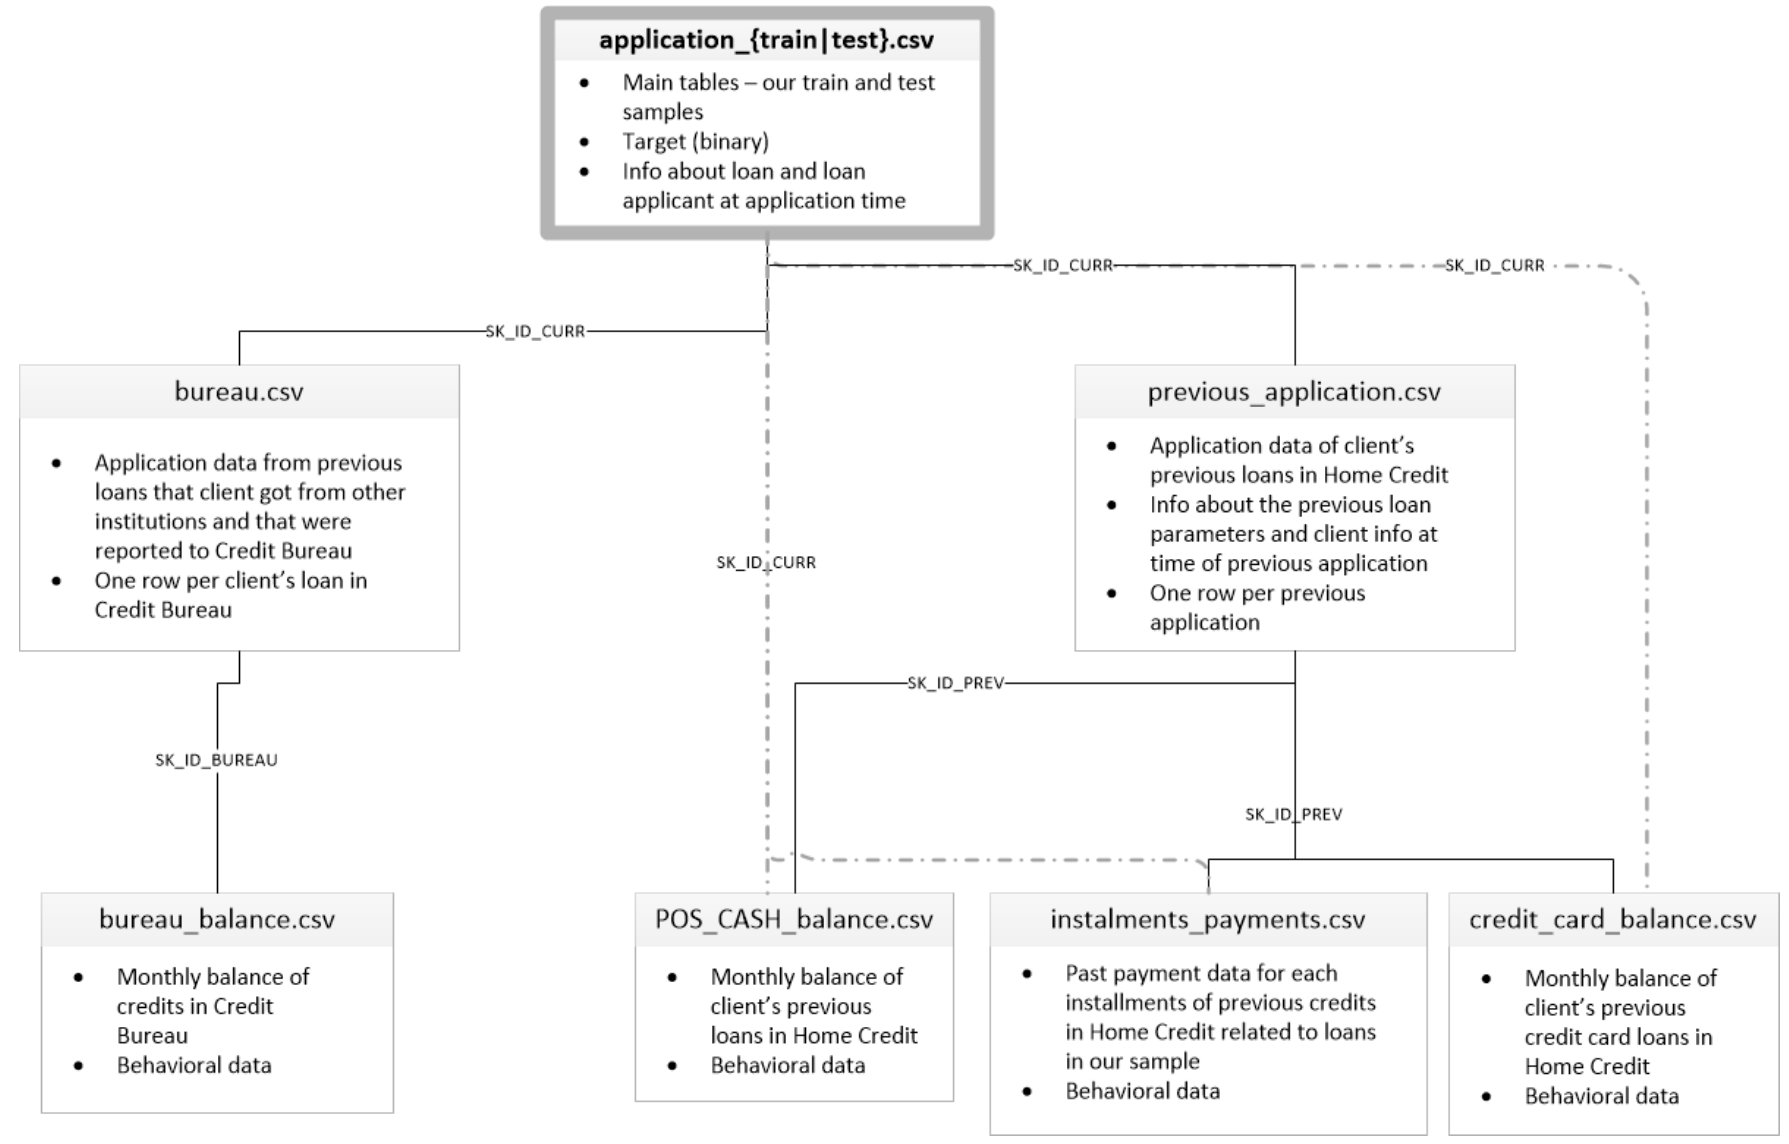 application_{train|test}.csv
• Main tables – our train and test
samples
• Target (binary)
• Info about loan and loan
applicant at application time
SK_ID_CURR
SK_ID_CURR
SK_ID_CURR
bureau.csv
• Application data from previous
loans that client got from other
institutions and that were
reported to Credit Bureau
• One row per client’s loan in
Credit Bureau
previous_application.csv
• Application data of client’s
previous loans in Home Credit
• Info about the previous loan
parameters and client info at
time of previous application
• One row per previous
application
SK_ID_CURR
SK_ID_PREV
SK_ID_BUREAU
SK_ID_PREV
bureau_balance.csv
• Monthly balance of
credits in Credit
Bureau
• Behavioral data
POS_CASH_balance.csv
• Monthly balance of
client’s previous
loans in Home Credit
• Behavioral data
instalments_payments.csv
• Past payment data for each
installments of previous credits
in Home Credit related to loans
in our sample
• Behavioral data
credit_card_balance.csv
• Monthly balance of
client’s previous
credit card loans in
Home Credit
• Behavioral data